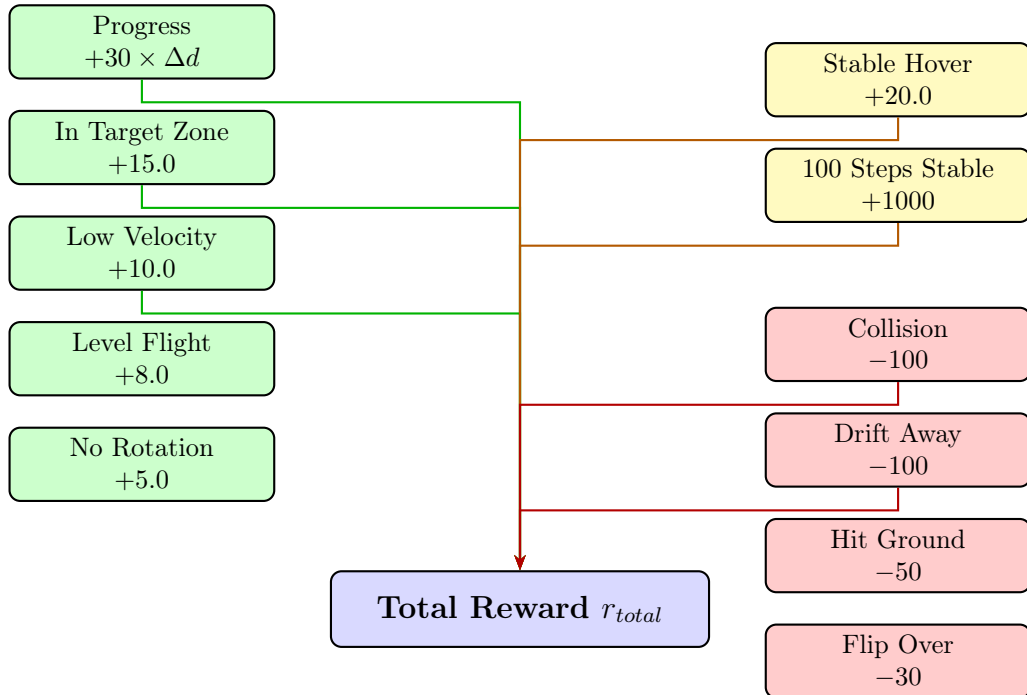 Progress
+30 × Δd
In Target Zone
+15.0
Low Velocity
+10.0
Level Flight
+8.0
No Rotation
+5.0
Stable Hover
+20.0
100 Steps Stable
+1000
Collision
−100
Drift Away
−100
Hit Ground
−50
Flip Over
−30
Total Reward r_total